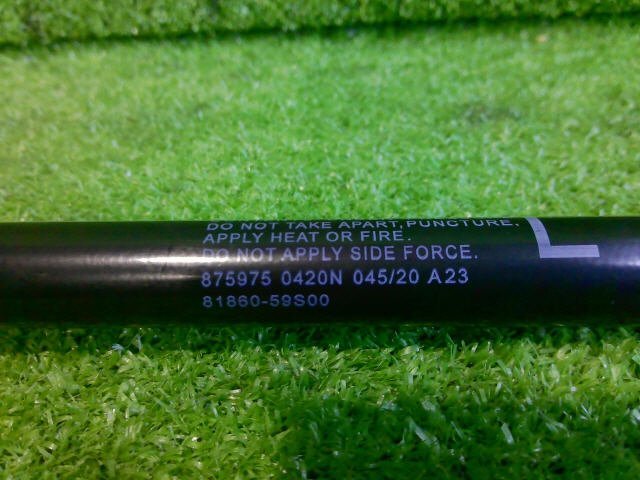 DO NOT TAKE APART, PUNCTURE,
APPLY HEAT OR FIRE.
DO NOT APPLY SIDE FORCE.
875975 0420N 045/20 A23
81860-59S00
L